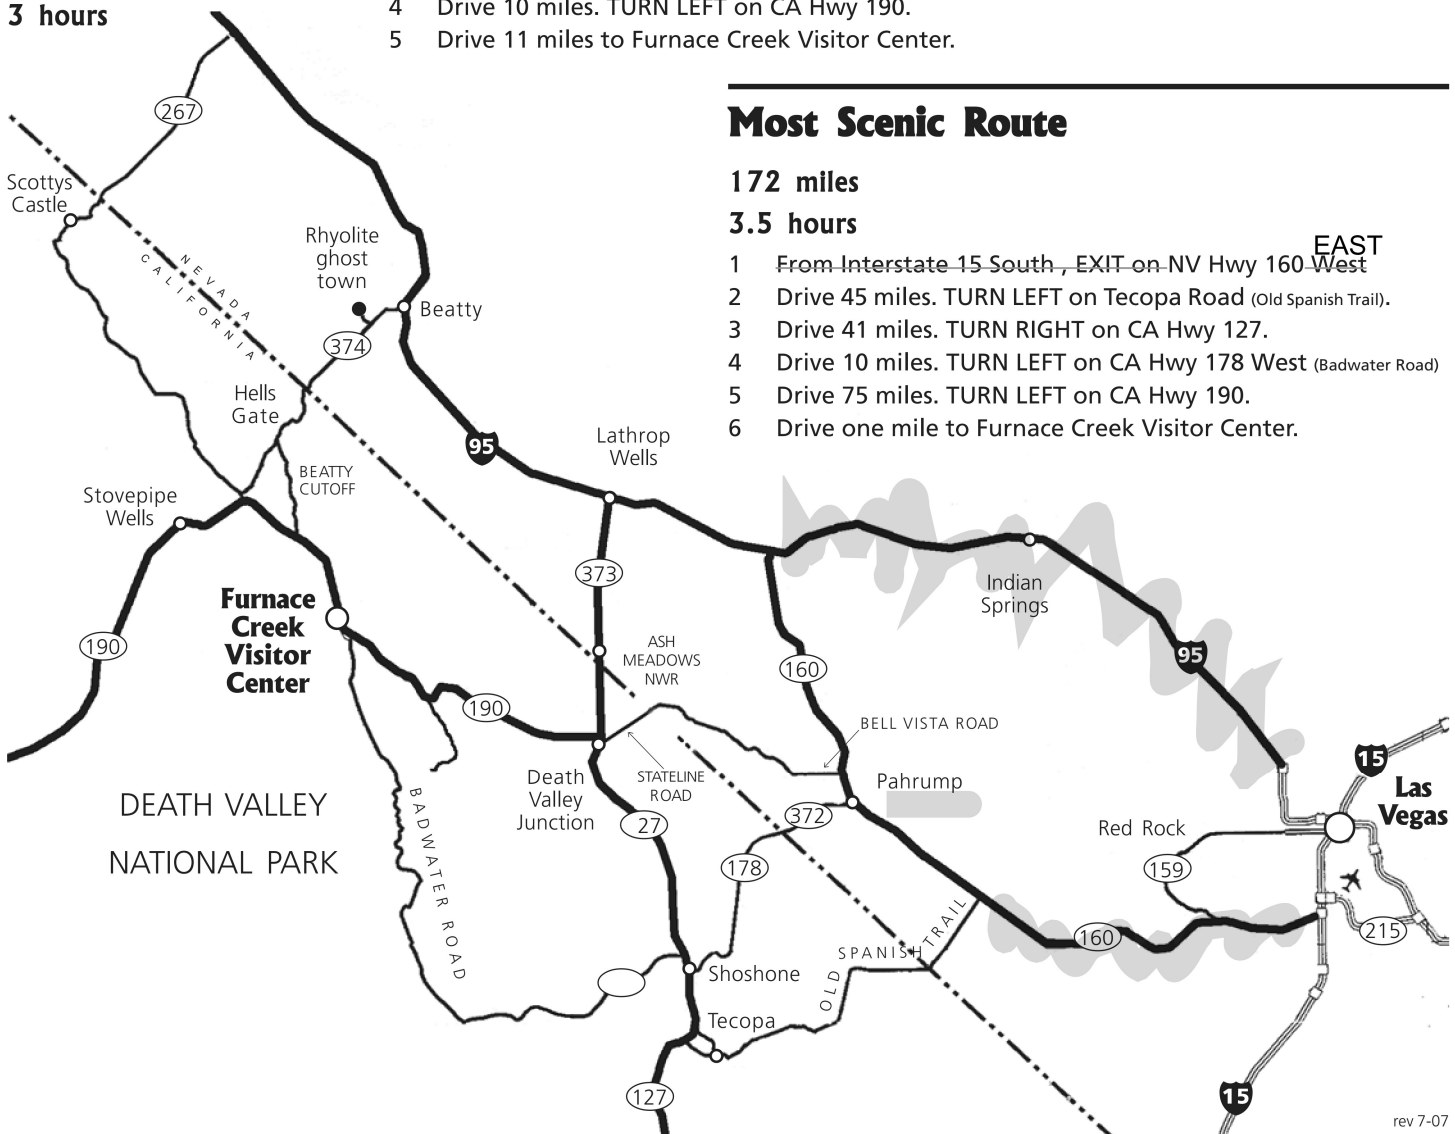 3 hours
4 Drive 10 miles. TURN LEFT on CA Hwy 190.
5 Drive 11 miles to Furnace Creek Visitor Center.
Most Scenic Route
172 miles
3.5 hours
EAST
1 From Interstate 15 South , EXIT on NV Hwy 160 West
2 Drive 45 miles. TURN LEFT on Tecopa Road (Old Spanish Trail).
3 Drive 41 miles. TURN RIGHT on CA Hwy 127.
4 Drive 10 miles. TURN LEFT on CA Hwy 178 West (Badwater Road)
5 Drive 75 miles. TURN LEFT on CA Hwy 190.
6 Drive one mile to Furnace Creek Visitor Center.
267
Scottys
Castle
NEVADA
CALIFORNIA
Rhyolite
ghost
town
Beatty
374
Hells
Gate
95
Lathrop
Wells
BEATTY
CUTOFF
Stovepipe
Wells
373
Indian
Springs
Furnace
Creek
Visitor
Center
190
ASH
MEADOWS
NWR
160
95
190
BELL VISTA ROAD
15
Las
Vegas
STATELINE
ROAD
Death
Valley
Junction
Pahrump
DEATH VALLEY
NATIONAL PARK
BADWATER ROAD
27
372
Red Rock
178
159
160
215
OLD SPANISH TRAIL
Shoshone
Tecopa
127
15
rev 7-07